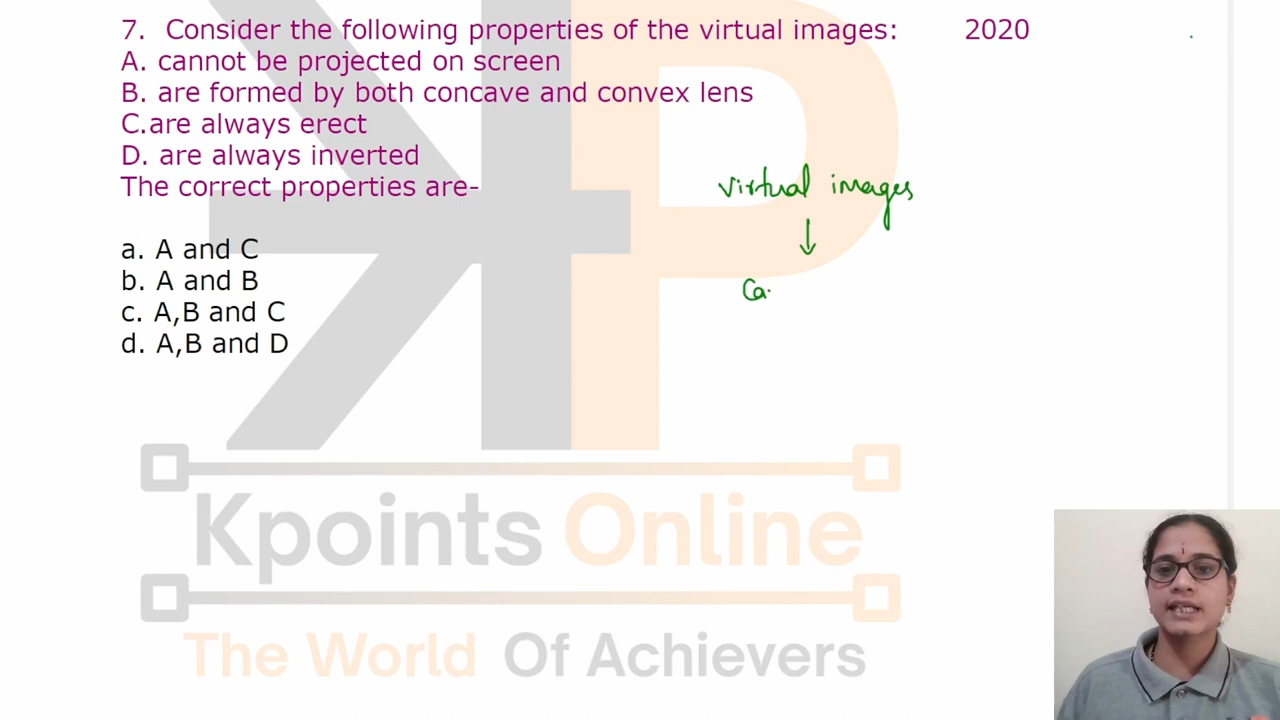 7. Consider the following properties of the virtual images: 2020
A. cannot be projected on screen
B. are formed by both concave and convex lens
C.are always erect
D. are always inverted
The correct properties are-
virtual images
Ca
a. A and C
b. A and B
c. A,B and C
d. A,B and D
KP
Kpoints Online
The World Of Achievers